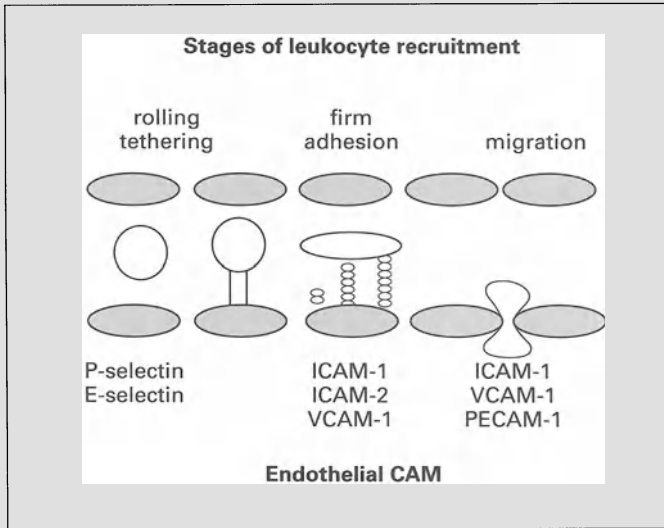 Stages of leukocyte recruitment
rolling
tethering
firm
adhesion
migration
P-selectin
E-selectin
ICAM-1
ICAM-2
VCAM-1
ICAM-1
VCAM-1
PECAM-1
Endothelial CAM